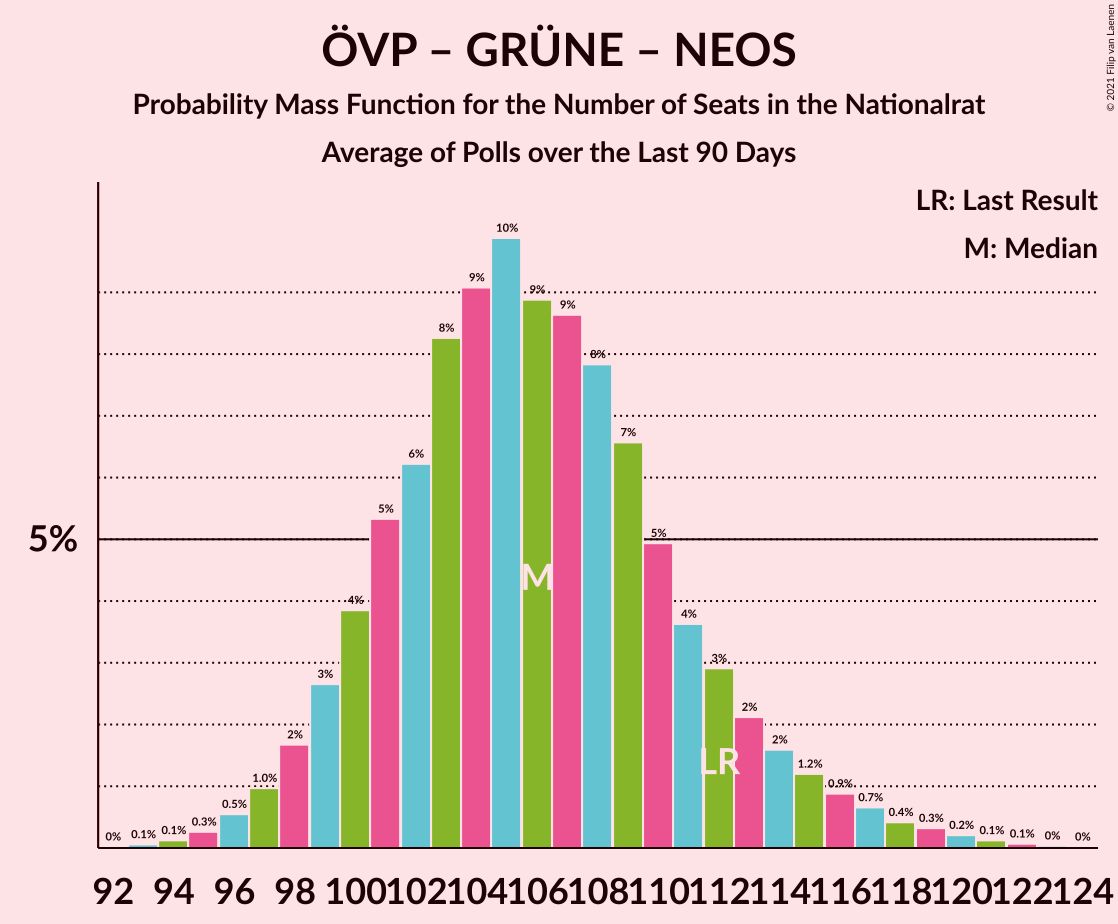 ÖVP – GRÜNE – NEOS
Probability Mass Function for the Number of Seats in the Nationalrat
Average of Polls over the Last 90 Days
© 2021 Filip van Laenen
LR: Last Result
M: Median
5%
0% 0.1% 0.1% 0.3% 0.5% 1.0% 2% 3% 4% 5% 6% 8% 9% 10% 9% 9% 8% 7% 5% 4% 3% 2% 2% 1.2% 0.9% 0.7% 0.4% 0.3% 0.2% 0.1% 0.1% 0% 0%
M
LR
92 94 96 98 100 102 104 106 108 110 112 114 116 118 120 122 124